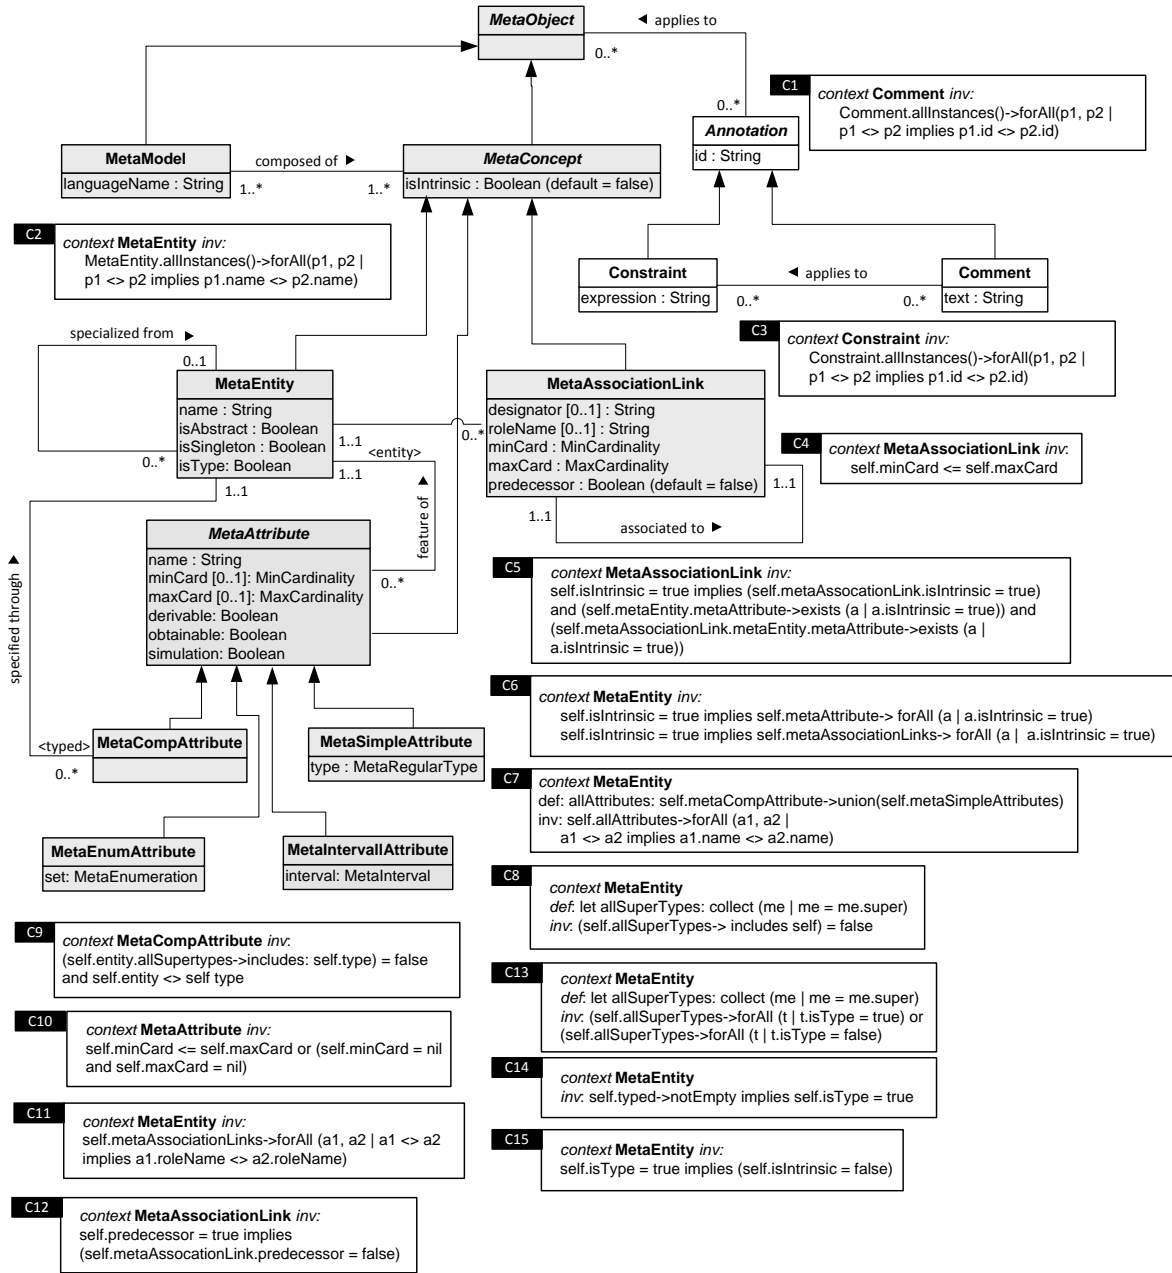 MetaObject
◄ applies to
0..*
0..*
C1
context Comment inv:
Comment.allInstances()->forAll(p1, p2 |
p1 <> p2 implies p1.id <> p2.id)
Annotation
id : String
MetaModel
languageName : String
composed of ►
1..*
1..*
MetaConcept
isIntrinsic : Boolean (default = false)
C2
context MetaEntity inv:
MetaEntity.allInstances()->forAll(p1, p2 |
p1 <> p2 implies p1.name <> p2.name)
Constraint
expression : String
◄ applies to
0..*
0..*
Comment
text : String
C3
context Constraint inv:
Constraint.allInstances()->forAll(p1, p2 |
p1 <> p2 implies p1.id <> p2.id)
specialized from ►
0..1
0..*
MetaEntity
name : String
isAbstract : Boolean
isSingleton : Boolean
isType: Boolean
1..1
0..*
<entity>
1..1
1..1
MetaAssociationLink
designator [0..1] : String
roleName [0..1] : String
minCard : MinCardinality
maxCard : MaxCardinality
predecessor : Boolean (default = false)
1..1
1..1
associated to ►
C4
context MetaAssociationLink inv:
self.minCard <= self.maxCard
feature of ►
0..*
MetaAttribute
name : String
minCard [0..1]: MinCardinality
maxCard [0..1]: MaxCardinality
derivable: Boolean
obtainable: Boolean
simulation: Boolean
specified through ►
C5
context MetaAssociationLink inv:
self.isIntrinsic = true implies (self.metaAssocationLink.isIntrinsic = true)
and (self.metaEntity.metaAttribute->exists (a | a.isIntrinsic = true)) and
(self.metaAssociationLink.metaEntity.metaAttribute->exists (a |
a.isIntrinsic = true))
C6
context MetaEntity inv:
self.isIntrinsic = true implies self.metaAttribute-> forAll (a | a.isIntrinsic = true)
self.isIntrinsic = true implies self.metaAssociationLinks-> forAll (a | a.isIntrinsic = true)
<typed>
0..*
MetaCompAttribute
MetaSimpleAttribute
type : MetaRegularType
C7
context MetaEntity
def: allAttributes: self.metaCompAttribute->union(self.metaSimpleAttributes)
inv: self.allAttributes->forAll (a1, a2 |
a1 <> a2 implies a1.name <> a2.name)
MetaEnumAttribute
set: MetaEnumeration
MetaIntervallAttribute
interval: MetaInterval
C8
context MetaEntity
def: let allSuperTypes: collect (me | me = me.super)
inv: (self.allSuperTypes-> includes self) = false
C9
context MetaCompAttribute inv:
(self.entity.allSupertypes->includes: self.type) = false
and self.entity <> self type
C13
context MetaEntity
def: let allSuperTypes: collect (me | me = me.super)
inv: (self.allSuperTypes->forAll (t | t.isType = true) or
(self.allSuperTypes->forAll (t | t.isType = false)
C10
context MetaAttribute inv:
self.minCard <= self.maxCard or (self.minCard = nil
and self.maxCard = nil)
C14
context MetaEntity
inv: self.typed->notEmpty implies self.isType = true
C11
context MetaEntity inv:
self.metaAssociationLinks->forAll (a1, a2 | a1 <> a2
implies a1.roleName <> a2.roleName)
C15
context MetaEntity inv:
self.isType = true implies (self.isIntrinsic = false)
C12
context MetaAssociationLink inv:
self.predecessor = true implies
(self.metaAssocationLink.predecessor = false)